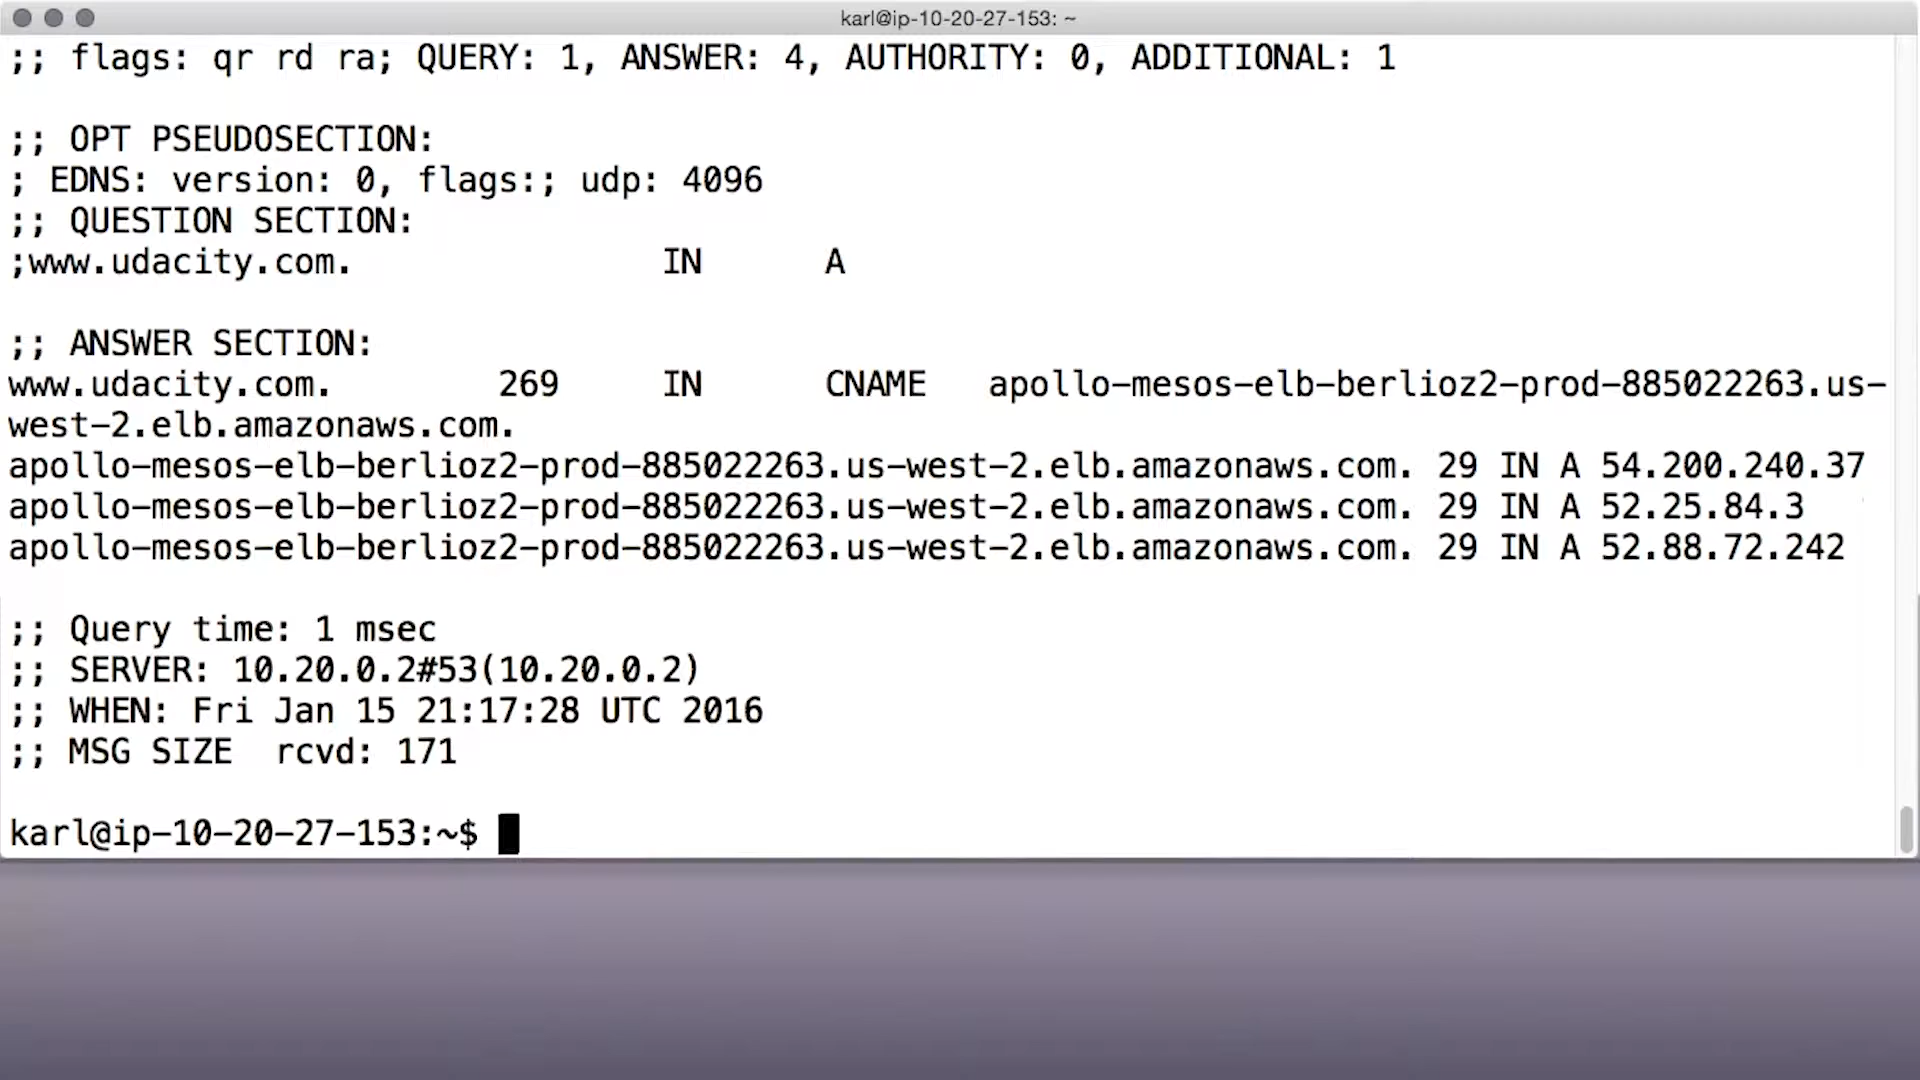 karl@ip-10-20-27-153: ~
;; flags: qr rd ra; QUERY: 1, ANSWER: 4, AUTHORITY: 0, ADDITIONAL: 1
;; OPT PSEUDOSECTION:
; EDNS: version: 0, flags:; udp: 4096
;; QUESTION SECTION:
;www.udacity.com. IN A
;; ANSWER SECTION:
www.udacity.com. 269 IN CNAME apollo-mesos-elb-berlioz2-prod-885022263.us-
west-2.elb.amazonaws.com.
apollo-mesos-elb-berlioz2-prod-885022263.us-west-2.elb.amazonaws.com. 29 IN A 54.200.240.37
apollo-mesos-elb-berlioz2-prod-885022263.us-west-2.elb.amazonaws.com. 29 IN A 52.25.84.3
apollo-mesos-elb-berlioz2-prod-885022263.us-west-2.elb.amazonaws.com. 29 IN A 52.88.72.242
;; Query time: 1 msec
;; SERVER: 10.20.0.2#53(10.20.0.2)
;; WHEN: Fri Jan 15 21:17:28 UTC 2016
;; MSG SIZE  rcvd: 171
karl@ip-10-20-27-153:~$